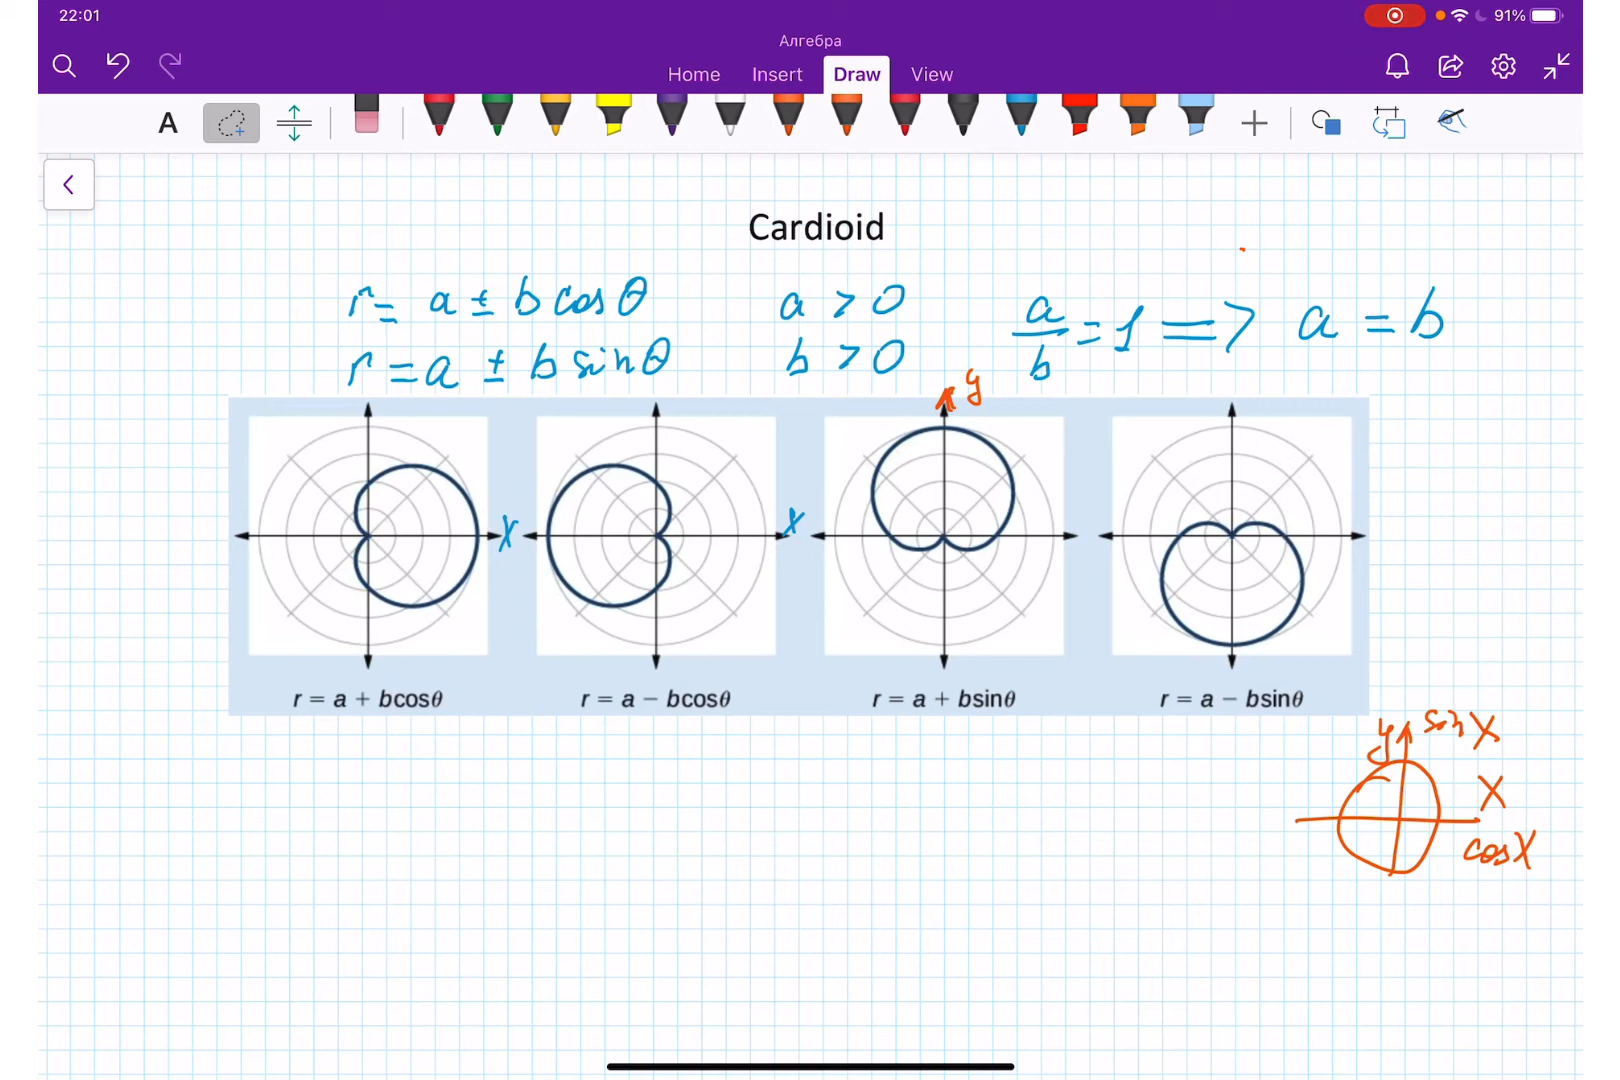 22:01
91%
Алгебра
Home Insert Draw View
A
Cardioid
r = a ± b cos θ
a > 0
a/b = 1 => a = b
r = a ± b sin θ
b > 0
y
x
x
r = a + bcosθ
r = a − bcosθ
r = a + bsinθ
r = a − bsinθ
y sin x
x
cos x